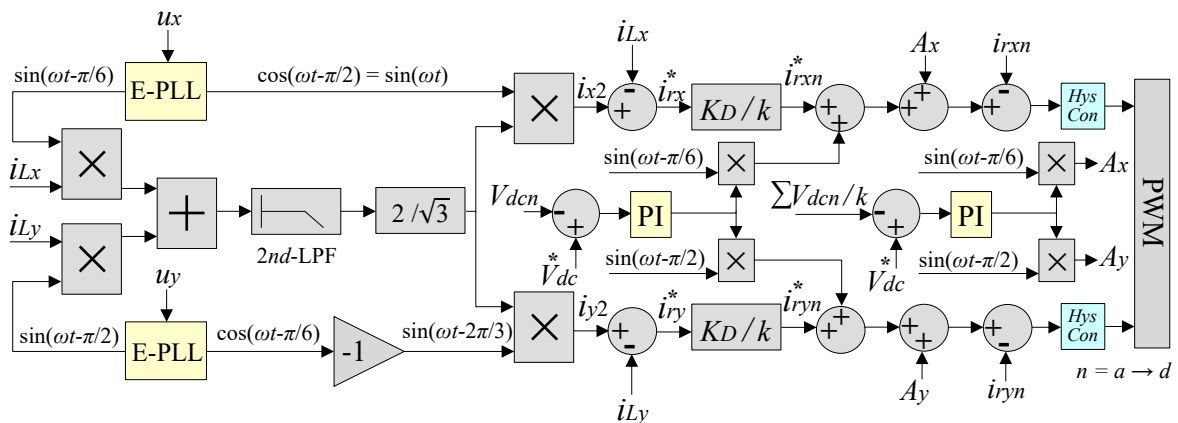 ux
iLx
Ax
irxn
sin(ωt-π/6)
E-PLL
cos(ωt-π/2) = sin(ωt)
×
ix2
+
-
i*rx
KD/k
i*rxn
+
+
+
+
+
-
Hys
Con
iLx
×
iLy
×
+
2nd-LPF
2 /√3
sin(ωt-π/6)
×
Vdcn
-
+
V*dc
PI
sin(ωt-π/2)
×
∑Vdcn/k
-
+
V*dc
PI
sin(ωt-π/6)
×
Ax
sin(ωt-π/2)
×
Ay
PWM
uy
sin(ωt-π/2)
E-PLL
cos(ωt-π/6)
-1
sin(ωt-2π/3)
×
iy2
+
-
i*ry
KD/k
i*ryn
+
+
+
+
+
-
Hys
Con
iLy
Ay
iryn
n = a → d